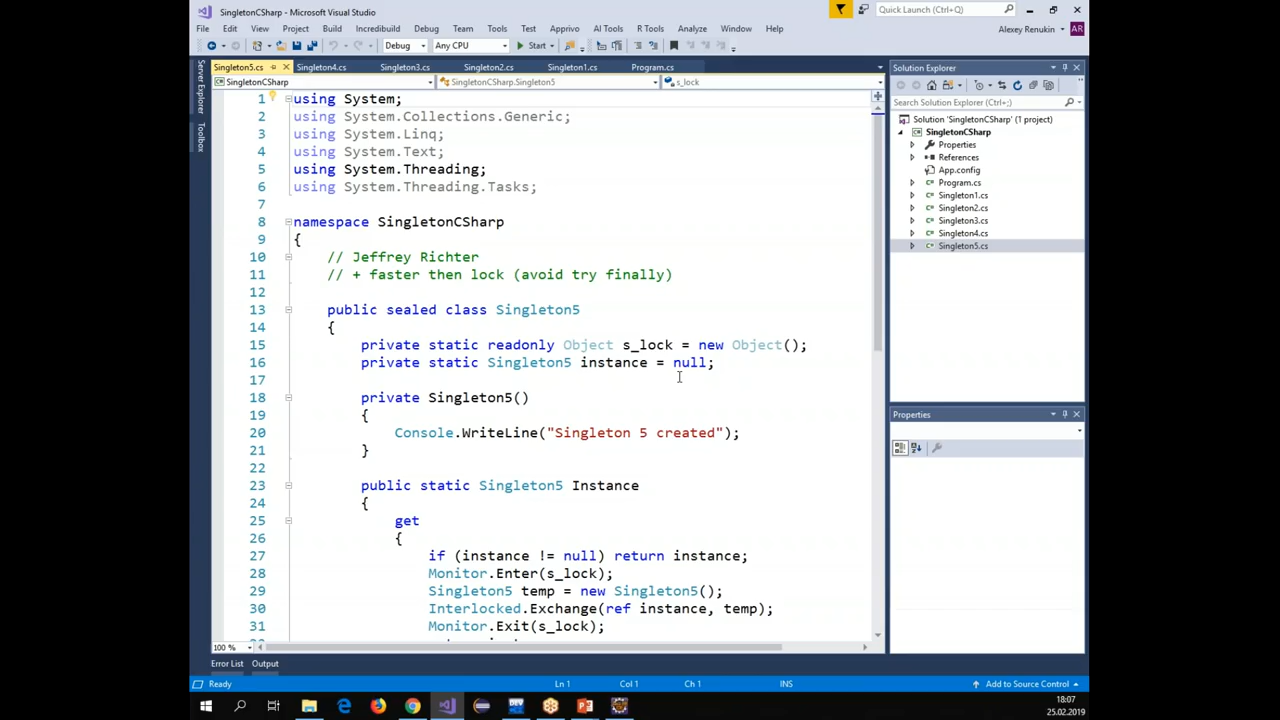 SingletonCSharp - Microsoft Visual Studio
Quick Launch (Ctrl+Q)
File Edit View Project Build Incredibuild Debug Team Tools Test Apprivo AI Tools R Tools Analyze Window Help
Alexey Renukin AR
Debug Any CPU Start
Singleton5.cs Singleton4.cs Singleton3.cs Singleton2.cs Singleton1.cs Program.cs
SingletonCSharp SingletonCSharp.Singleton5 s_lock
Server Explorer
Toolbox
1 using System;
2 using System.Collections.Generic;
3 using System.Linq;
4 using System.Text;
5 using System.Threading;
6 using System.Threading.Tasks;
7
8 namespace SingletonCSharp
9 {
10 // Jeffrey Richter
11 // + faster then lock (avoid try finally)
12
13 public sealed class Singleton5
14 {
15 private static readonly Object s_lock = new Object();
16 private static Singleton5 instance = null;
17
18 private Singleton5()
19 {
20 Console.WriteLine("Singleton 5 created");
21 }
22
23 public static Singleton5 Instance
24 {
25 get
26 {
27 if (instance != null) return instance;
28 Monitor.Enter(s_lock);
29 Singleton5 temp = new Singleton5();
30 Interlocked.Exchange(ref instance, temp);
31 Monitor.Exit(s_lock);
100 %
Solution Explorer
Search Solution Explorer (Ctrl+;)
Solution 'SingletonCSharp' (1 project)
SingletonCSharp
Properties
References
App.config
Program.cs
Singleton1.cs
Singleton2.cs
Singleton3.cs
Singleton4.cs
Singleton5.cs
Properties
Error List Output
Ready Ln 1 Col 1 Ch 1 INS Add to Source Control
DEV
18:07
25.02.2019